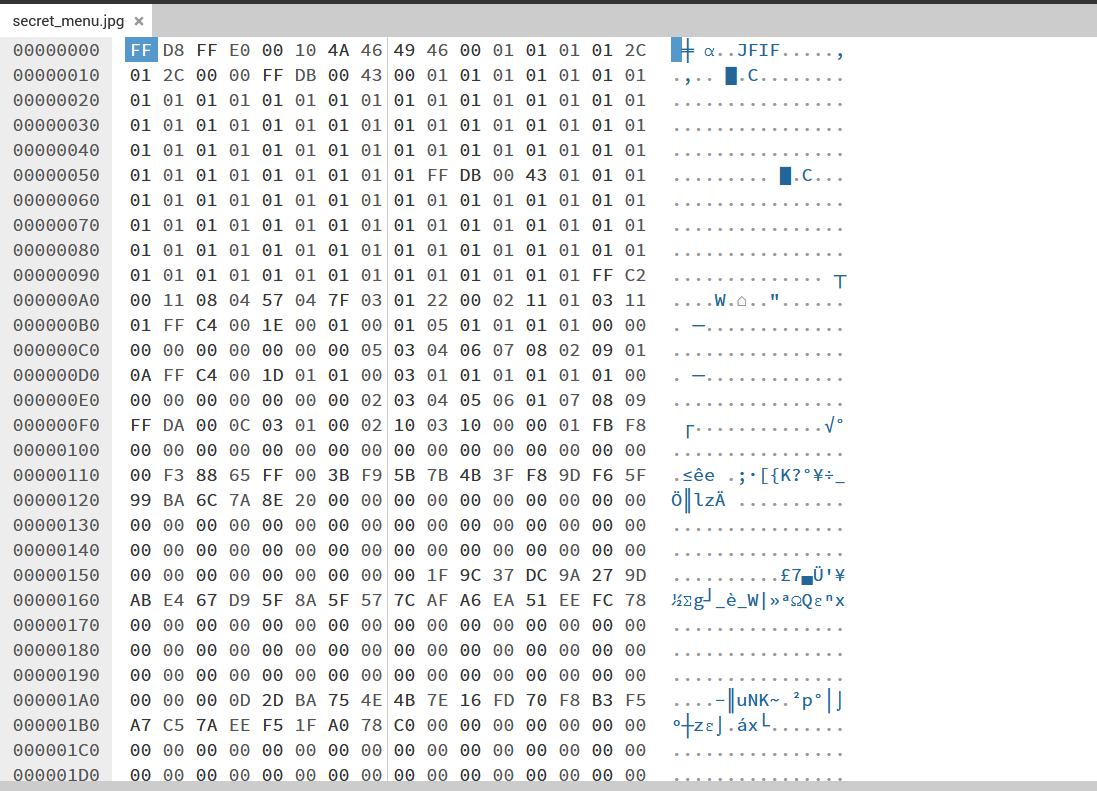 secret_menu.jpg ×
00000000 FF D8 FF E0 00 10 4A 46 49 46 00 01 01 01 01 2C █╪ α..JFIF.....,
00000010 01 2C 00 00 FF DB 00 43 00 01 01 01 01 01 01 01 .,.. █.C........
00000020 01 01 01 01 01 01 01 01 01 01 01 01 01 01 01 01 ................
00000030 01 01 01 01 01 01 01 01 01 01 01 01 01 01 01 01 ................
00000040 01 01 01 01 01 01 01 01 01 01 01 01 01 01 01 01 ................
00000050 01 01 01 01 01 01 01 01 01 FF DB 00 43 01 01 01 ......... █.C...
00000060 01 01 01 01 01 01 01 01 01 01 01 01 01 01 01 01 ................
00000070 01 01 01 01 01 01 01 01 01 01 01 01 01 01 01 01 ................
00000080 01 01 01 01 01 01 01 01 01 01 01 01 01 01 01 01 ................
00000090 01 01 01 01 01 01 01 01 01 01 01 01 01 01 FF C2 .............. ┬
000000A0 00 11 08 04 57 04 7F 03 01 22 00 02 11 01 03 11 ....W.⌂.."......
000000B0 01 FF C4 00 1E 00 01 00 01 05 01 01 01 01 00 00 . ─.............
000000C0 00 00 00 00 00 00 00 05 03 04 06 07 08 02 09 01 ................
000000D0 0A FF C4 00 1D 01 01 00 03 01 01 01 01 01 01 00 . ─.............
000000E0 00 00 00 00 00 00 00 02 03 04 05 06 01 07 08 09 ................
000000F0 FF DA 00 0C 03 01 00 02 10 03 10 00 00 01 FB F8  ┌............√°
00000100 00 00 00 00 00 00 00 00 00 00 00 00 00 00 00 00 ................
00000110 00 F3 88 65 FF 00 3B F9 5B 7B 4B 3F F8 9D F6 5F .≤êe .;∙[{K?°¥÷_
00000120 99 BA 6C 7A 8E 20 00 00 00 00 00 00 00 00 00 00 Ö║lzÄ ..........
00000130 00 00 00 00 00 00 00 00 00 00 00 00 00 00 00 00 ................
00000140 00 00 00 00 00 00 00 00 00 00 00 00 00 00 00 00 ................
00000150 00 00 00 00 00 00 00 00 00 1F 9C 37 DC 9A 27 9D ..........£7▄Ü'¥
00000160 AB E4 67 D9 5F 8A 5F 57 7C AF A6 EA 51 EE FC 78 ½Σg┘_è_W|»ªΩQεⁿx
00000170 00 00 00 00 00 00 00 00 00 00 00 00 00 00 00 00 ................
00000180 00 00 00 00 00 00 00 00 00 00 00 00 00 00 00 00 ................
00000190 00 00 00 00 00 00 00 00 00 00 00 00 00 00 00 00 ................
000001A0 00 00 00 0D 2D BA 75 4E 4B 7E 16 FD 70 F8 B3 F5 ....-║uNK~.²p°│⌡
000001B0 A7 C5 7A EE F5 1F A0 78 C0 00 00 00 00 00 00 00 º┼zε⌡.áx└.......
000001C0 00 00 00 00 00 00 00 00 00 00 00 00 00 00 00 00 ................
000001D0 00 00 00 00 00 00 00 00 00 00 00 00 00 00 00 00 ................